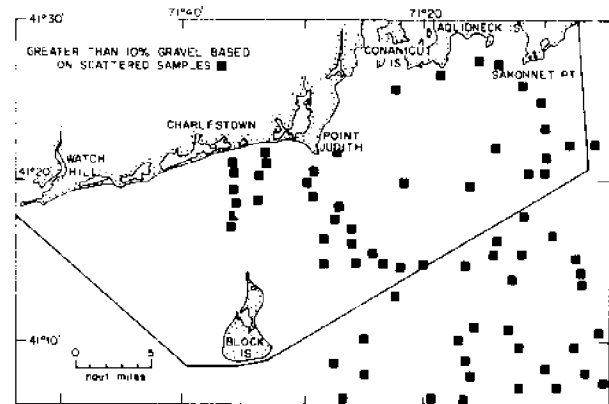 71°40'
71°20'
41°30'
AQUIDNECK IS.
CONANICUT
IS
GREATER THAN 10% GRAVEL BASED
ON SCATTERED SAMPLES
SAKONNET PT.
CHARLESTOWN
POINT
JUDITH
WATCH
HILL
41°20'
41°10'
BLOCK
IS
0 5
naut miles